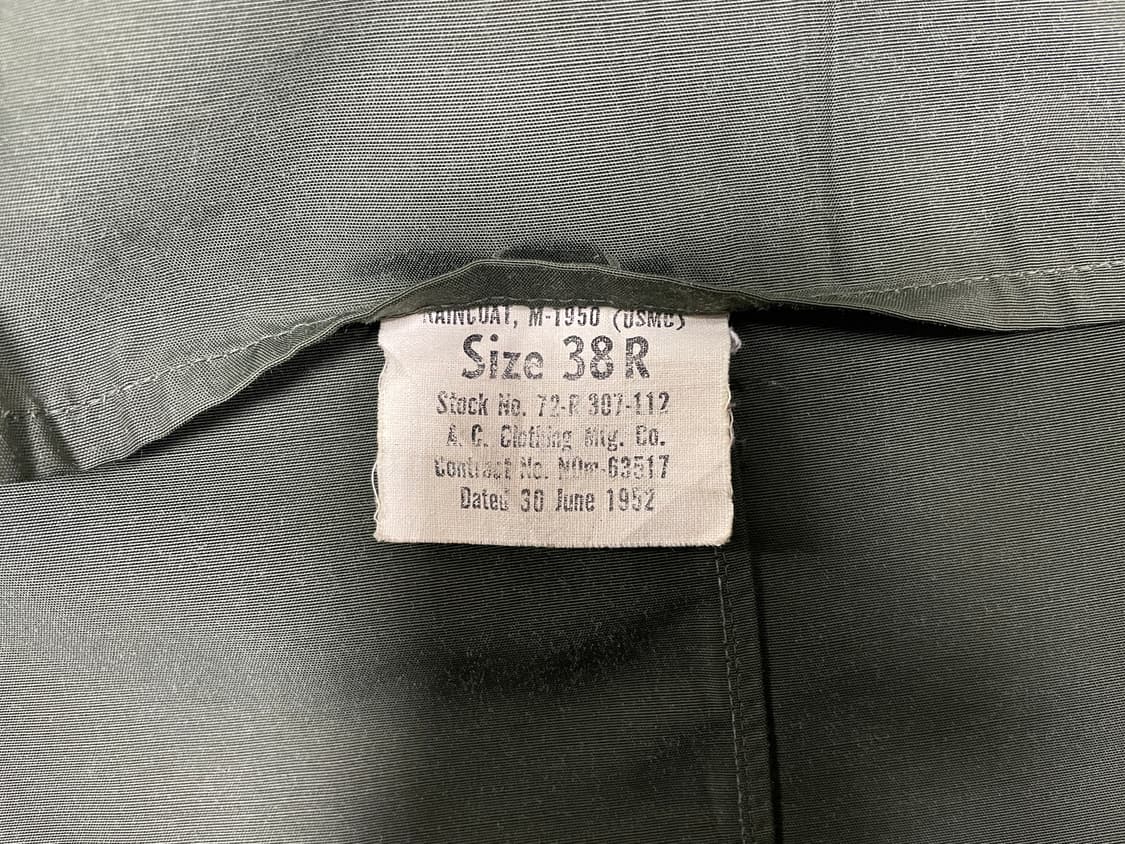 RAINCOAT, M-1950 (USMC)
Size 38 R
Stock No. 72-R 307-112
A. C. Clothing Mfg. Co.
Contract No. NOm-63517
Dated 30 June 1952